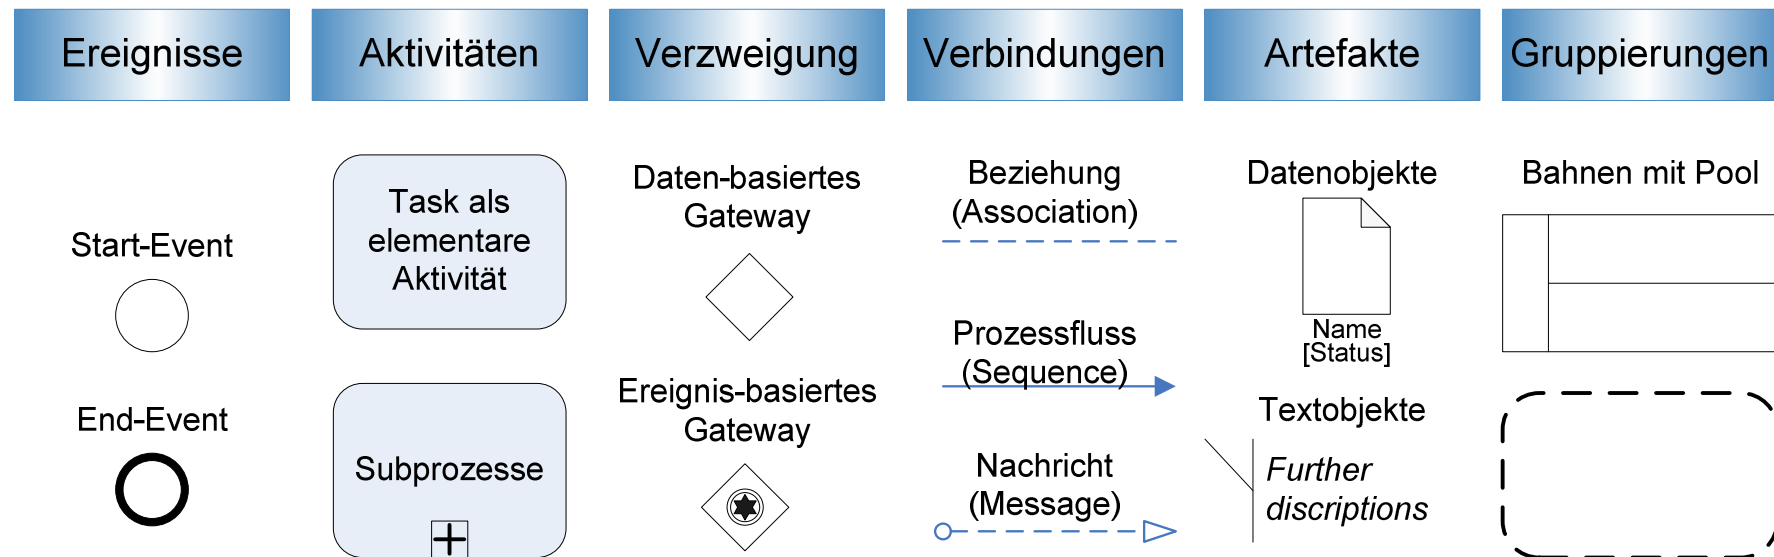 Ereignisse
Aktivitäten
Verzweigung
Verbindungen
Artefakte
Gruppierungen
Start-Event
End-Event
Task als
elementare
Aktivität
Subprozesse
Daten-basiertes
Gateway
Ereignis-basiertes
Gateway
Beziehung
(Association)
Prozessfluss
(Sequence)
Nachricht
(Message)
Datenobjekte
Name
[Status]
Textobjekte
Further
discriptions
Bahnen mit Pool